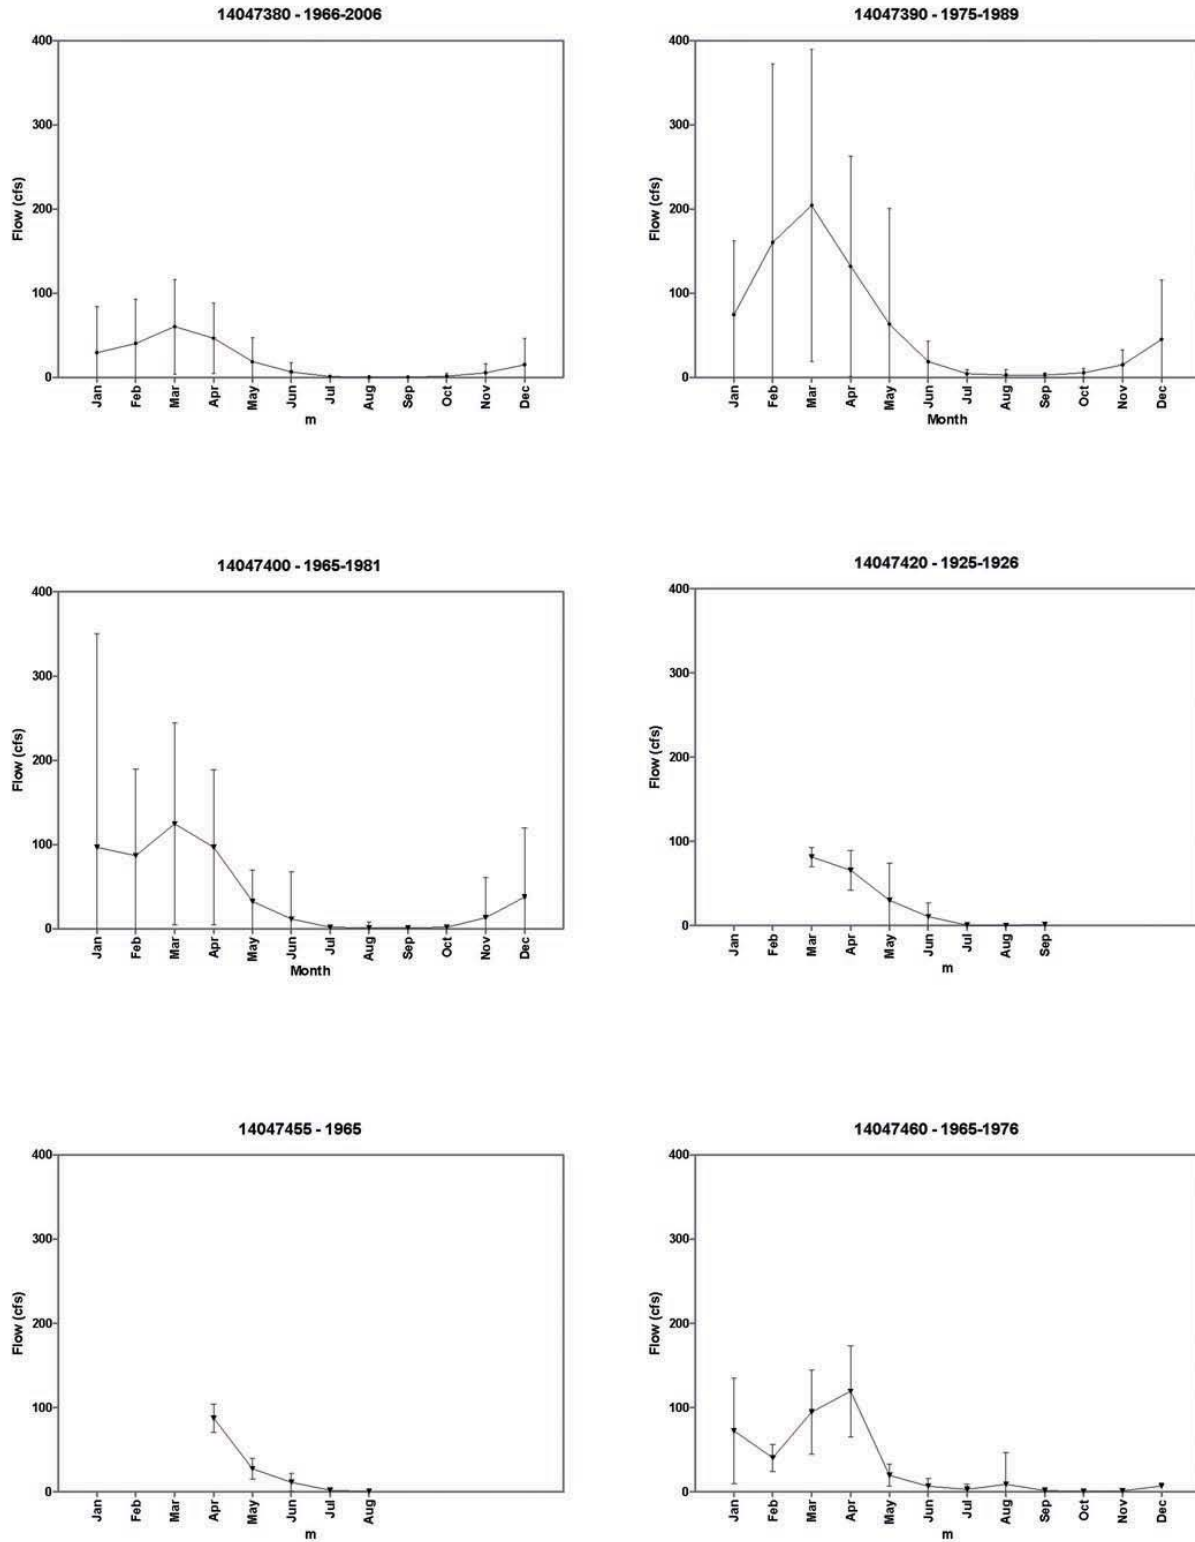 14047380 - 1966-2006
400
300
200
100
0
Flow (cfs)
Jan Feb Mar Apr May Jun Jul Aug Sep Oct Nov Dec
m
14047390 - 1975-1989
400
300
200
100
0
Flow (cfs)
Jan Feb Mar Apr May Jun Jul Aug Sep Oct Nov Dec
Month
14047400 - 1965-1981
400
300
200
100
0
Flow (cfs)
Jan Feb Mar Apr May Jun Jul Aug Sep Oct Nov Dec
Month
14047420 - 1925-1926
400
300
200
100
0
Flow (cfs)
Jan Feb Mar Apr May Jun Jul Aug Sep
m
14047455 - 1965
400
300
200
100
0
Flow (cfs)
Jan Feb Mar Apr May Jun Jul Aug
m
14047460 - 1965-1976
400
300
200
100
0
Flow (cfs)
Jan Feb Mar Apr May Jun Jul Aug Sep Oct Nov Dec
m